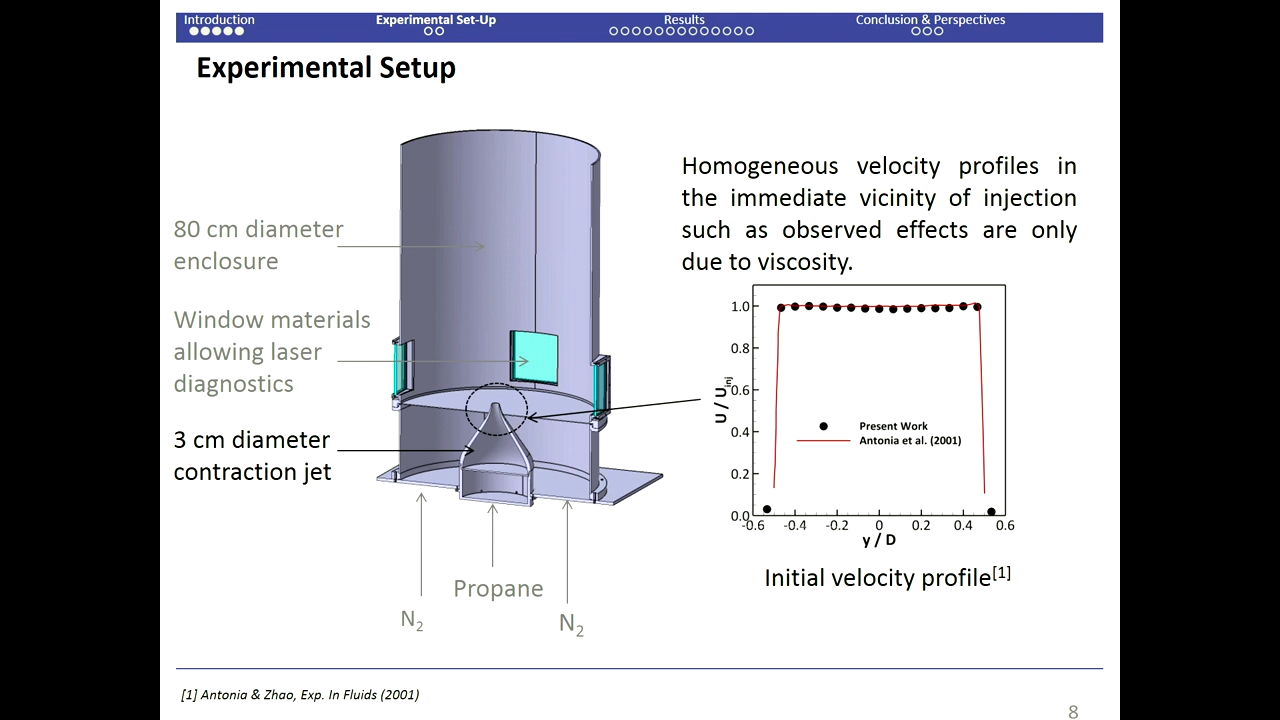 Introduction
Experimental Set-Up
Results
Conclusion & Perspectives
Experimental Setup
80 cm diameter
enclosure
Window materials
allowing laser
diagnostics
3 cm diameter
contraction jet
Propane
N2
N2
Homogeneous velocity profiles in
the immediate vicinity of injection
such as observed effects are only
due to viscosity.
U / Uinj
1.0
0.8
0.6
0.4
0.2
0.0
Present Work
Antonia et al. (2001)
-0.6 -0.4 -0.2 0 0.2 0.4 0.6
y / D
Initial velocity profile[1]
[1] Antonia & Zhao, Exp. In Fluids (2001)
8